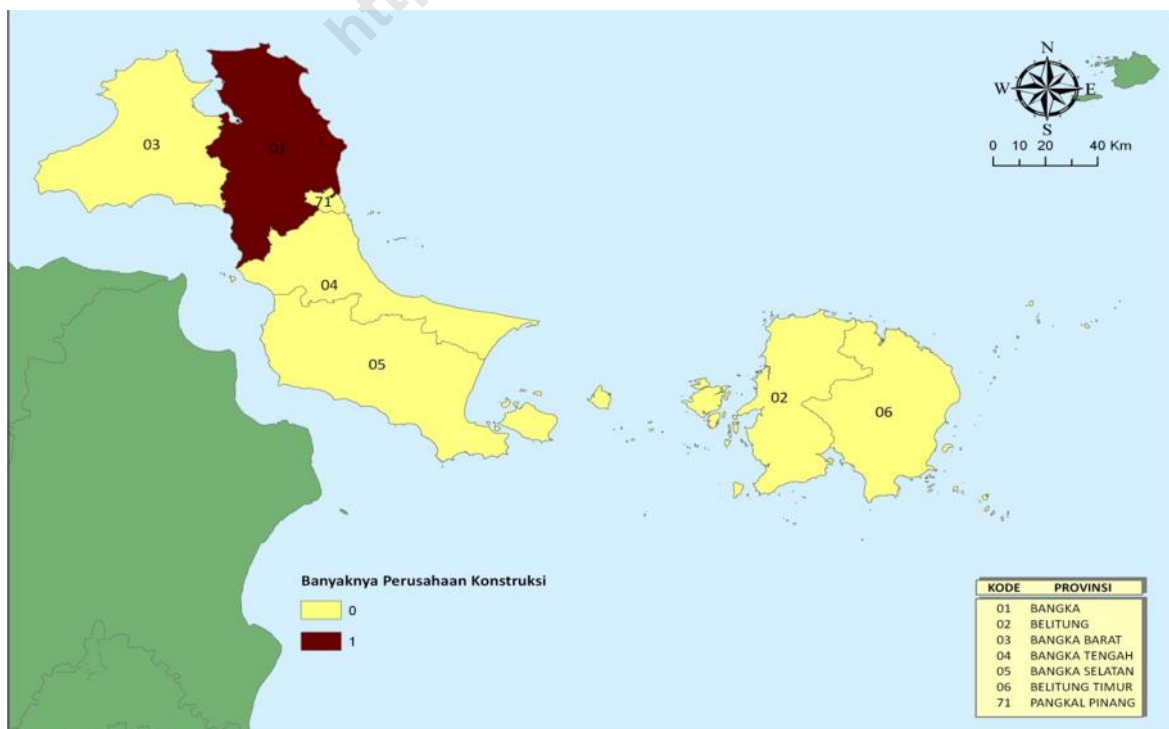 http
N
W E
S
0 10 20 40 Km
03
01
71
04
05
02
06
Banyaknya Perusahaan Konstruksi
0
1
KODE PROVINSI
01 BANGKA
02 BELITUNG
03 BANGKA BARAT
04 BANGKA TENGAH
05 BANGKA SELATAN
06 BELITUNG TIMUR
71 PANGKAL PINANG